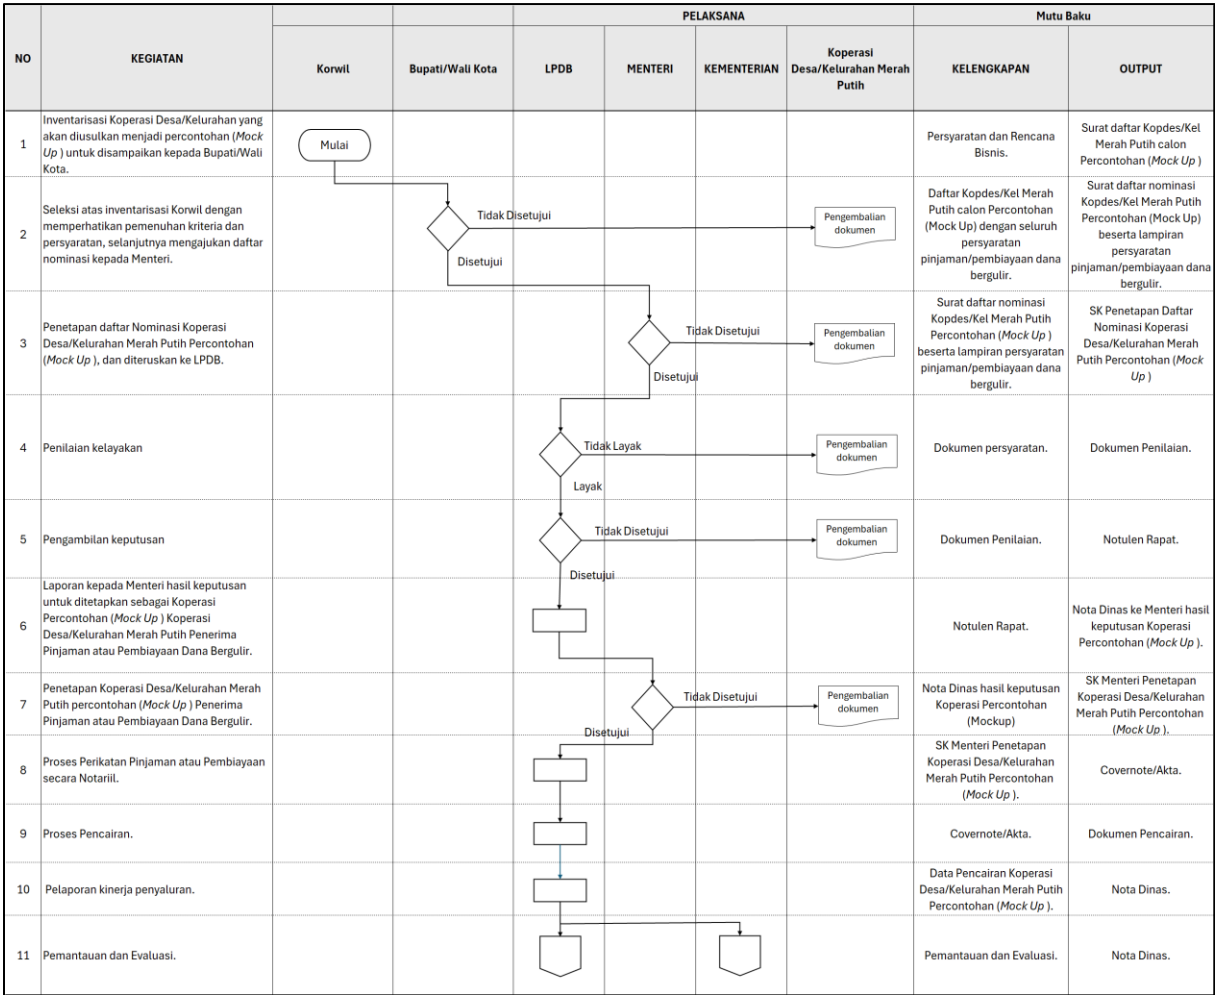 PELAKSANA
Mutu Baku
NO
KEGIATAN
Korwil
Bupati/Wali Kota
LPDB
MENTERI
KEMENTERIAN
Koperasi
Desa/Kelurahan Merah
Putih
KELENGKAPAN
OUTPUT
1
Inventarisasi Koperasi Desa/Kelurahan yang
akan diusulkan menjadi percontohan (Mock
Up ) untuk disampaikan kepada Bupati/Wali
Kota.
Mulai
Persyaratan dan Rencana
Bisnis.
Surat daftar Kopdes/Kel
Merah Putih calon
Percontohan (Mock Up )
2
Seleksi atas inventarisasi Korwil dengan
memperhatikan pemenuhan kriteria dan
persyaratan, selanjutnya mengajukan daftar
nominasi kepada Menteri.
Tidak Disetujui
Disetujui
Pengembalian
dokumen
Daftar Kopdes/Kel Merah
Putih calon Percontohan
(Mock Up) dengan seluruh
persyaratan
pinjaman/pembiayaan dana
bergulir.
Surat daftar nominasi
Kopdes/Kel Merah Putih
Percontohan (Mock Up)
beserta lampiran
persyaratan
pinjaman/pembiayaan dana
bergulir.
3
Penetapan daftar Nominasi Koperasi
Desa/Kelurahan Merah Putih Percontohan
(Mock Up ), dan diteruskan ke LPDB.
Tidak Disetujui
Disetujui
Pengembalian
dokumen
Surat daftar nominasi
Kopdes/Kel Merah Putih
Percontohan (Mock Up )
beserta lampiran persyaratan
pinjaman/pembiayaan dana
bergulir.
SK Penetapan Daftar
Nominasi Koperasi
Desa/Kelurahan Merah
Putih Percontohan (Mock
Up )
4
Penilaian kelayakan
Tidak Layak
Layak
Pengembalian
dokumen
Dokumen persyaratan.
Dokumen Penilaian.
5
Pengambilan keputusan
Tidak Disetujui
Disetujui
Pengembalian
dokumen
Dokumen Penilaian.
Notulen Rapat.
6
Laporan kepada Menteri hasil keputusan
untuk ditetapkan sebagai Koperasi
Percontohan (Mock Up ) Koperasi
Desa/Kelurahan Merah Putih Penerima
Pinjaman atau Pembiayaan Dana Bergulir.
Notulen Rapat.
Nota Dinas ke Menteri hasil
keputusan Koperasi
Percontohan (Mock Up ).
7
Penetapan Koperasi Desa/Kelurahan Merah
Putih percontohan (Mock Up ) Penerima
Pinjaman atau Pembiayaan Dana Bergulir.
Tidak Disetujui
Disetujui
Pengembalian
dokumen
Nota Dinas hasil keputusan
Koperasi Percontohan
(Mockup)
SK Menteri Penetapan
Koperasi Desa/Kelurahan
Merah Putih Percontohan
(Mock Up ).
8
Proses Perikatan Pinjaman atau Pembiayaan
secara Notariil.
SK Menteri Penetapan
Koperasi Desa/Kelurahan
Merah Putih Percontohan
(Mock Up ).
Covernote/Akta.
9
Proses Pencairan.
Covernote/Akta.
Dokumen Pencairan.
10
Pelaporan kinerja penyaluran.
Data Pencairan Koperasi
Desa/Kelurahan Merah Putih
Percontohan (Mock Up ).
Nota Dinas.
11
Pemantauan dan Evaluasi.
Pemantauan dan Evaluasi.
Nota Dinas.